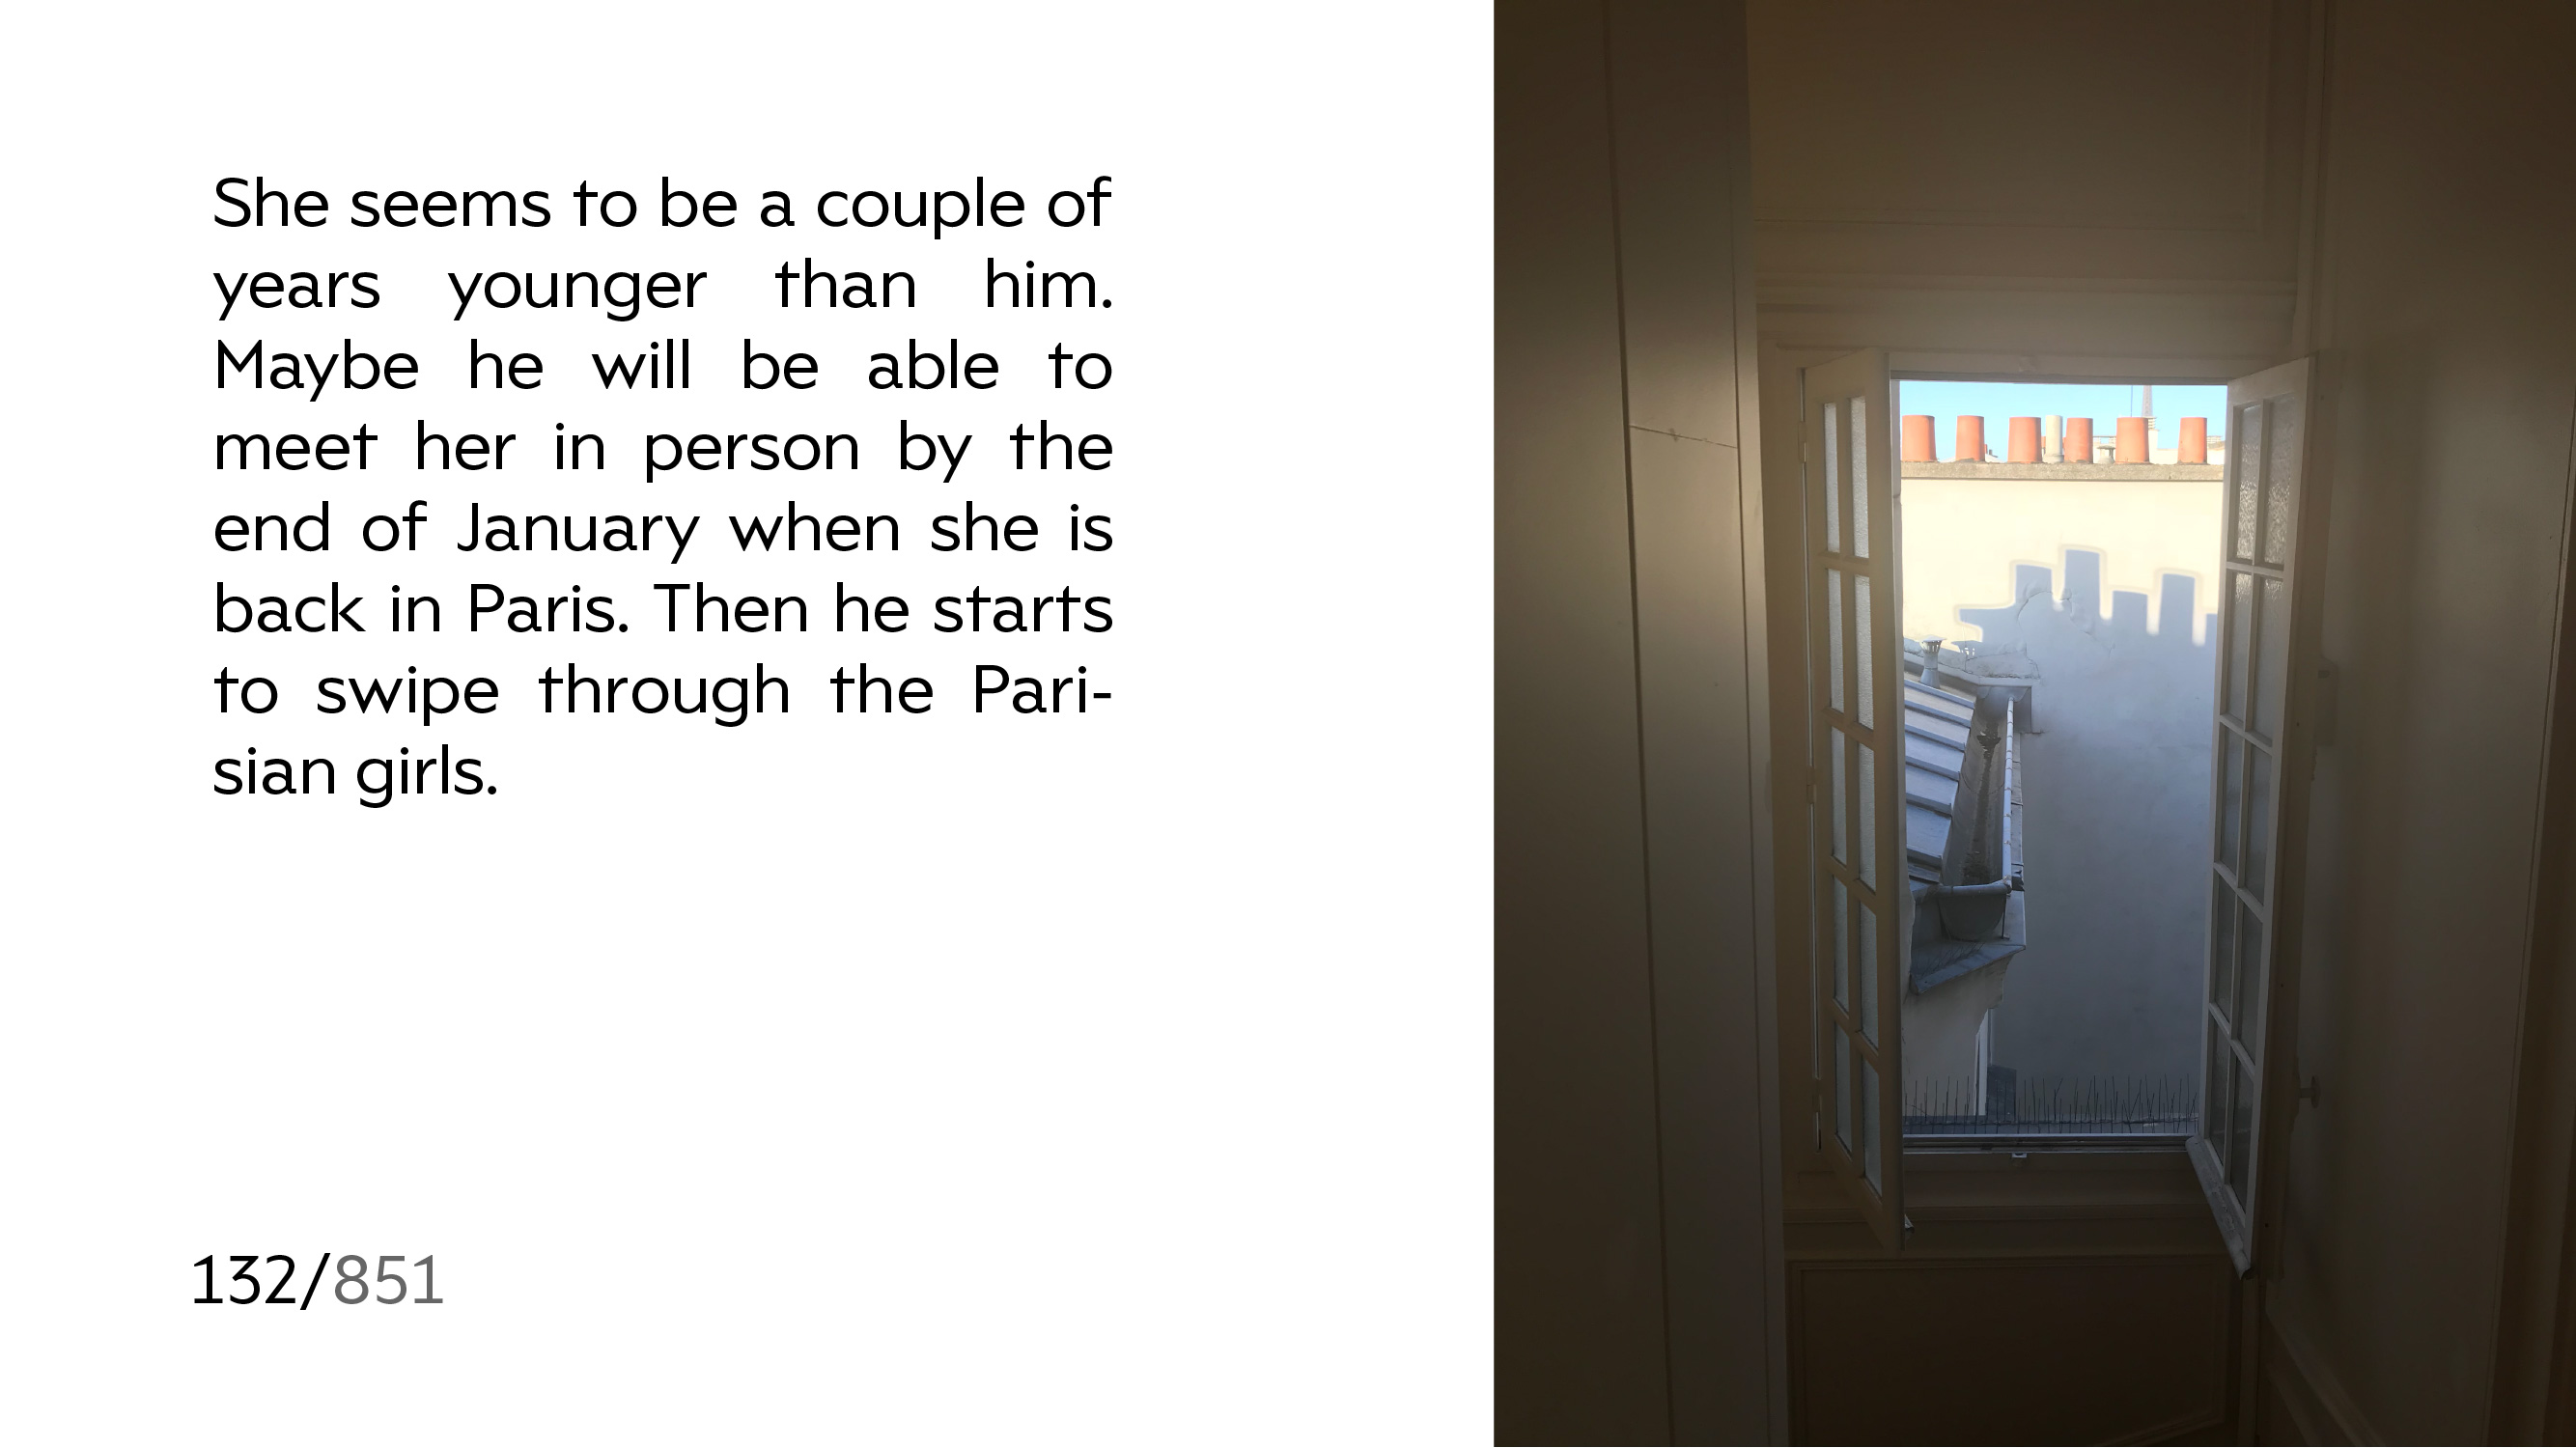 She seems to be a couple of
years younger than him.
Maybe he will be able to
meet her in person by the
end of January when she is
back in Paris. Then he starts
to swipe through the Pari-
sian girls.
132/851